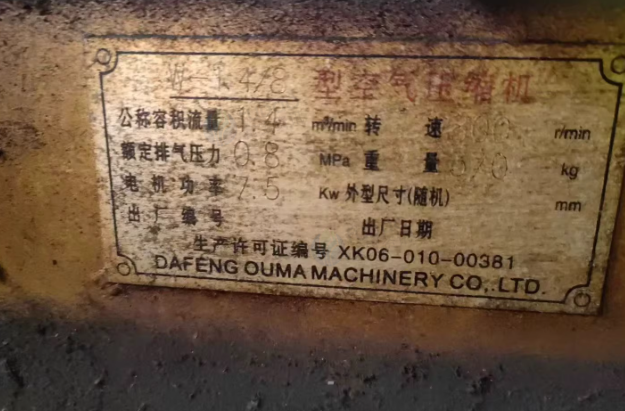 1.4/8 型空气压缩机
公称容积流量 1.4 m³/min 转 速 r/min
额定排气压力 0.8 MPa 重 量 kg
电机功率 7.5 Kw 外型尺寸(随机) mm
出厂编号 出厂日期
生产许可证编号 XK06-010-00381
DAFENG OUMA MACHINERY CO,.LTD.